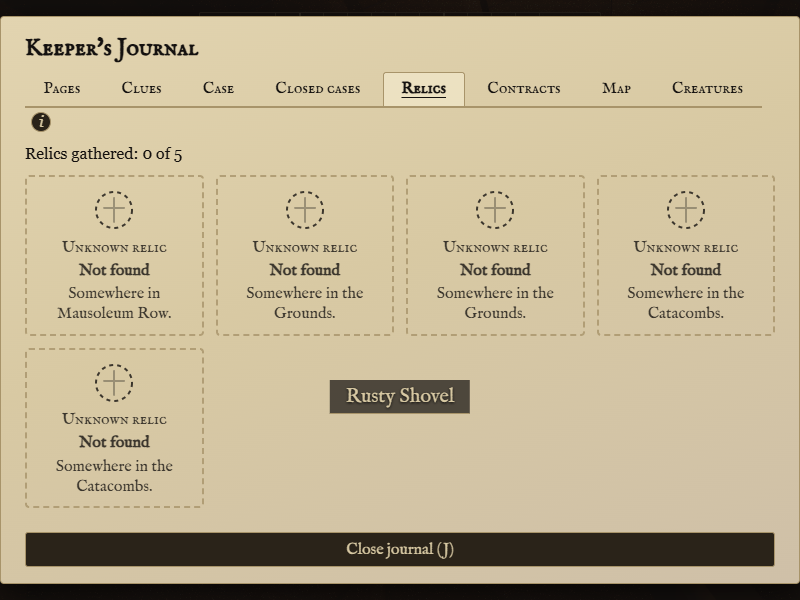 Keeper's Journal
Pages Clues Case Closed cases Relics Contracts Map Creatures
i
Relics gathered: 0 of 5
Unknown relic
Not found
Somewhere in
Mausoleum Row.
Unknown relic
Not found
Somewhere in the
Grounds.
Unknown relic
Not found
Somewhere in the
Grounds.
Unknown relic
Not found
Somewhere in the
Catacombs.
Unknown relic
Not found
Somewhere in the
Catacombs.
Rusty Shovel
Close journal (J)